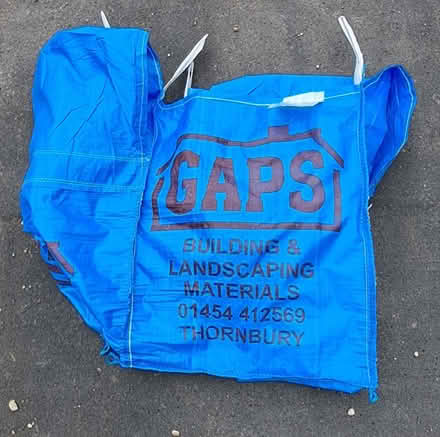 GAPS
BUILDING &
LANDSCAPING
MATERIALS
01454 412569
THORNBURY